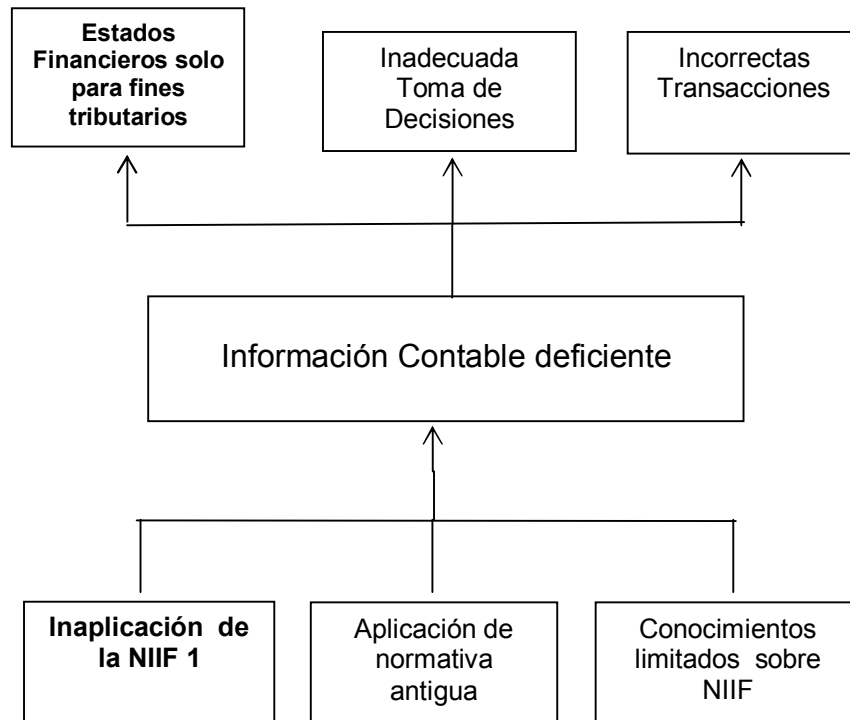 Estados
Financieros solo
para fines
tributarios
Inadecuada
Toma de
Decisiones
Incorrectas
Transacciones
Información Contable deficiente
Inaplicación de
la NIIF 1
Aplicación de
normativa
antigua
Conocimientos
limitados sobre
NIIF